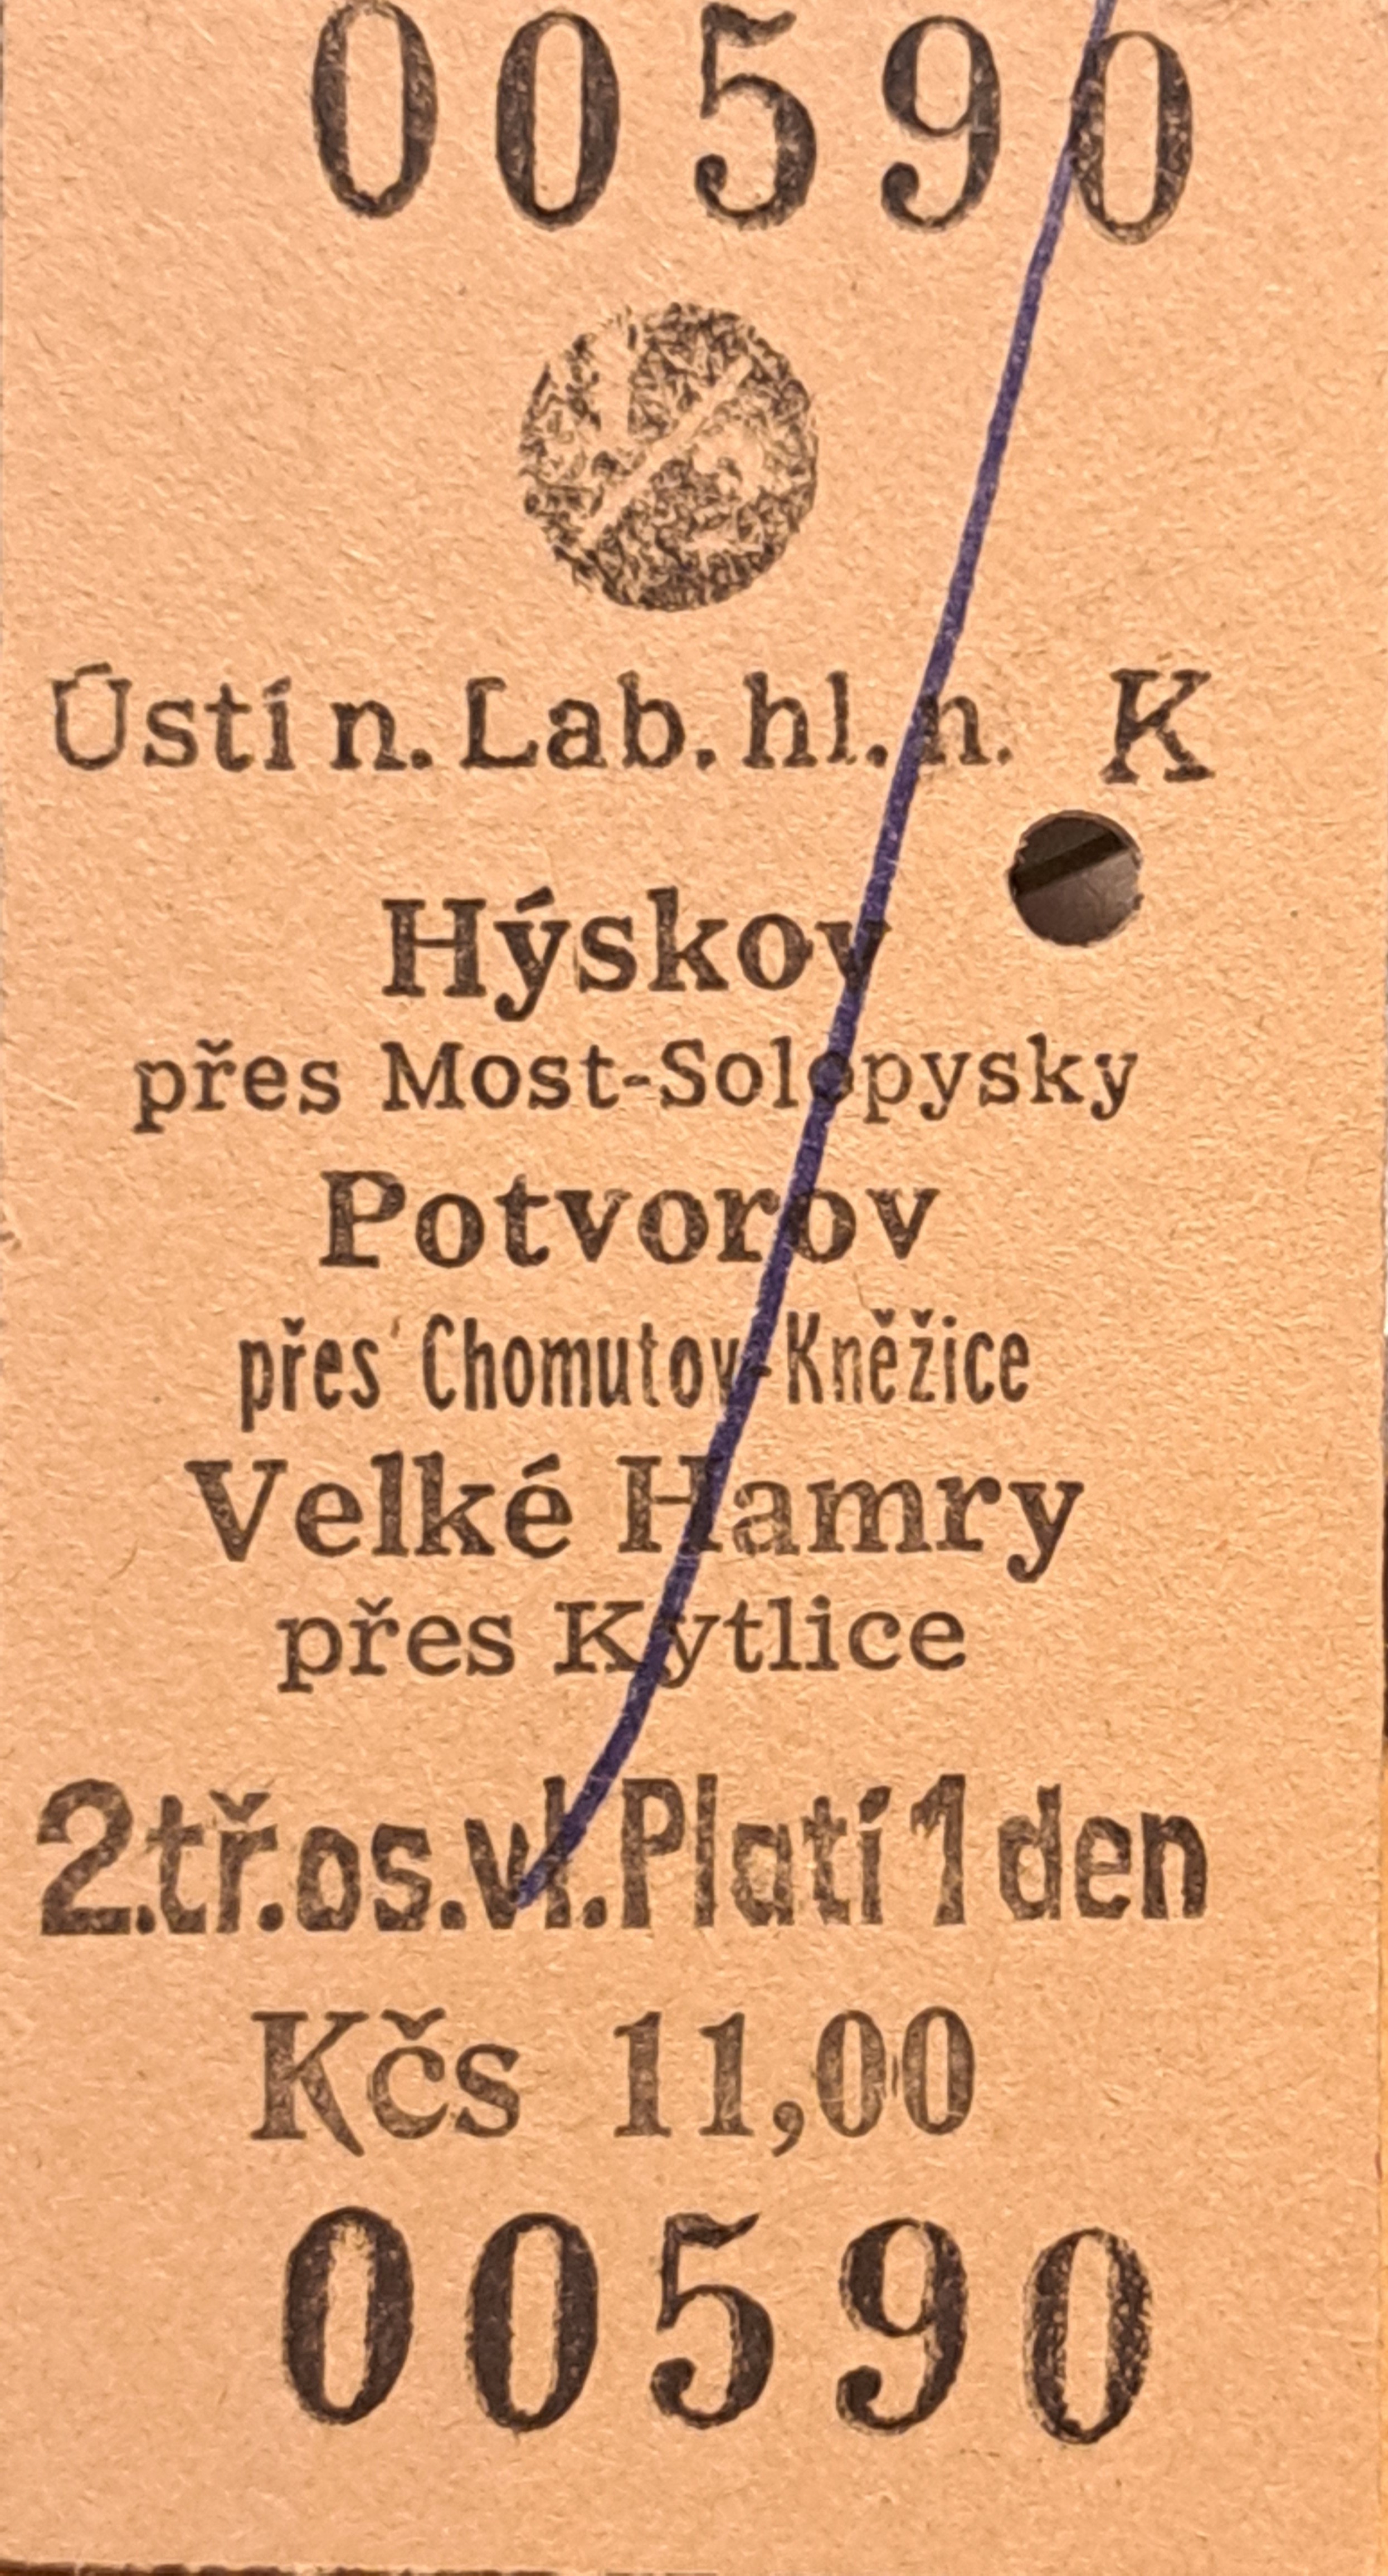 00590
Ústí n. Lab. hl. n. K
Hýskov
přes Most-Solopysky
Potvorov
přes Chomutov-Kněžice
Velké Hamry
přes Kytlice
2.tř.os.vl.Platí 1 den
Kčs 11,00
00590